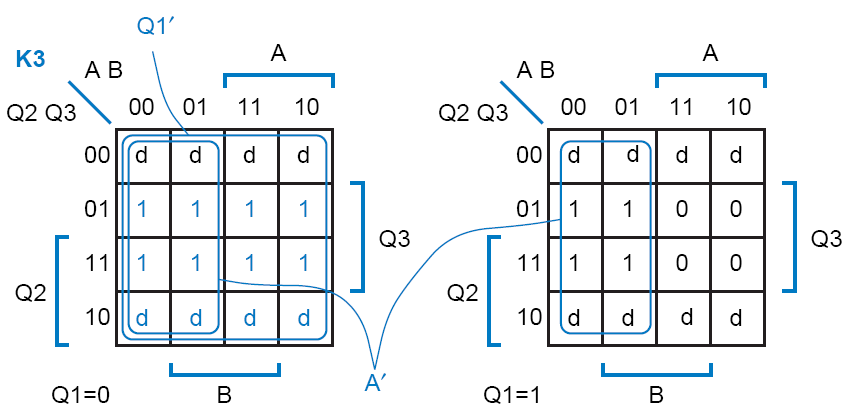 Q1′
K3
A B A
Q2 Q3 00 01 11 10
00 d d d d
01 1 1 1 1
11 1 1 1 1
10 d d d d
Q3
Q2
Q1=0 B
A′
A B A
Q2 Q3 00 01 11 10
00 d d d d
01 1 1 0 0
11 1 1 0 0
10 d d d d
Q3
Q2
Q1=1 B